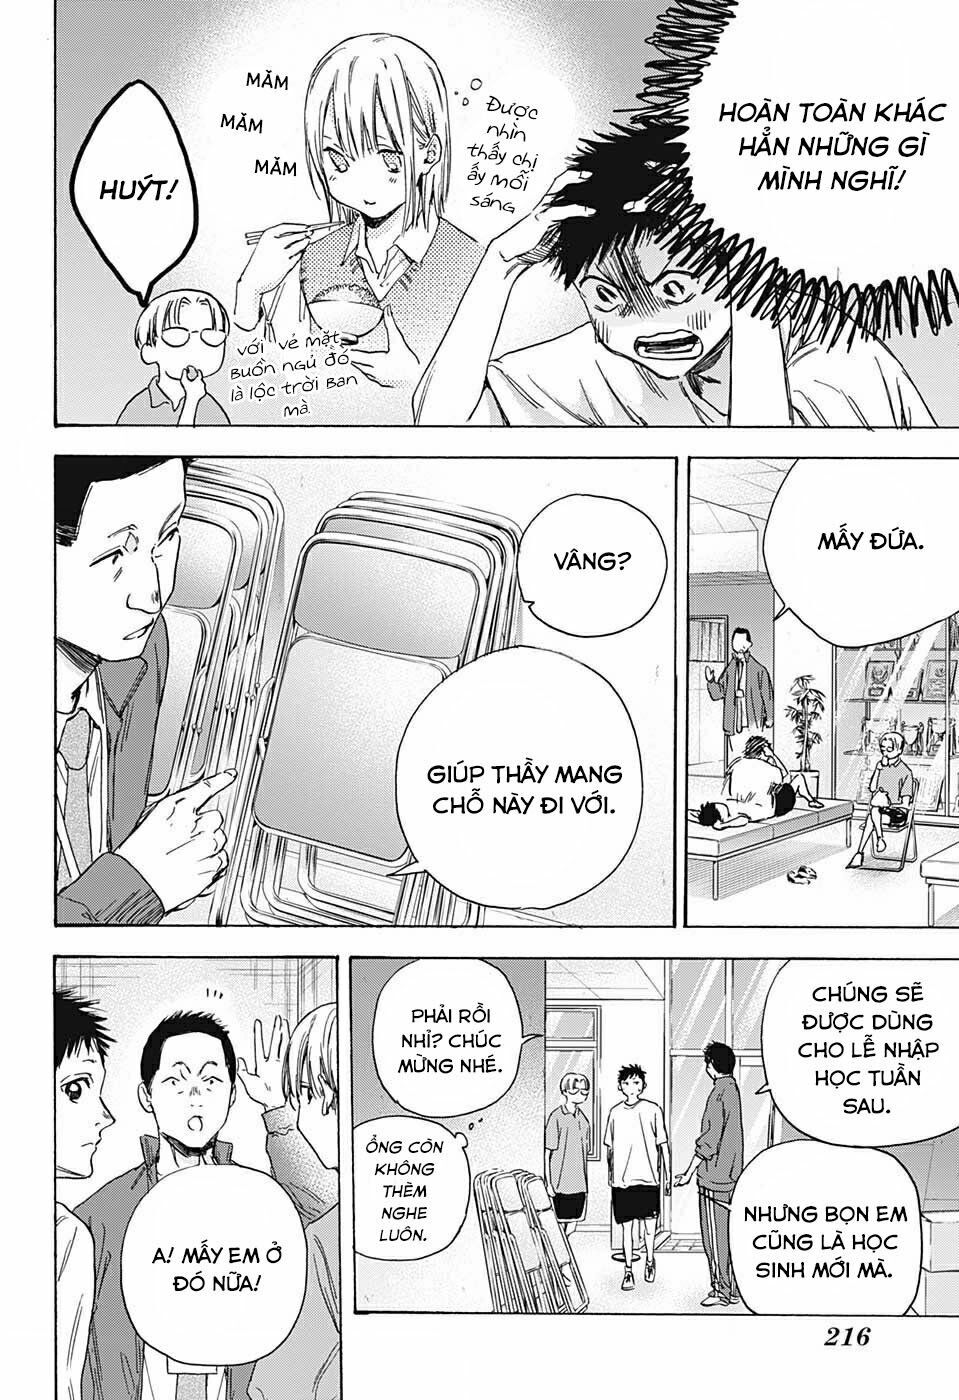 HOÀN TOÀN KHÁC
HẲN NHỮNG GÌ
MÌNH NGHĨ!
Được
nhìn
thấy chị
ấy mỗi
sáng
MĂM
MĂM
MĂM
với vẻ mặt
buồn ngủ đó
là lộc trời ban
mà.
HUÝT!
MẤY ĐỨA.
VÂNG?
GIÚP THẦY MANG
CHỖ NÀY ĐI VỚI.
CHÚNG SẼ
ĐƯỢC DÙNG
CHO LỄ NHẬP
HỌC TUẦN
SAU.
NHƯNG BỌN EM
CŨNG LÀ HỌC
SINH MỚI MÀ.
PHẢI RỒI
NHỈ? CHÚC
MỪNG NHÉ.
ỔNG CÒN
KHÔNG
THÈM
NGHE
LUÔN.
A! MẤY EM Ở
ĐÓ NỮA!
216